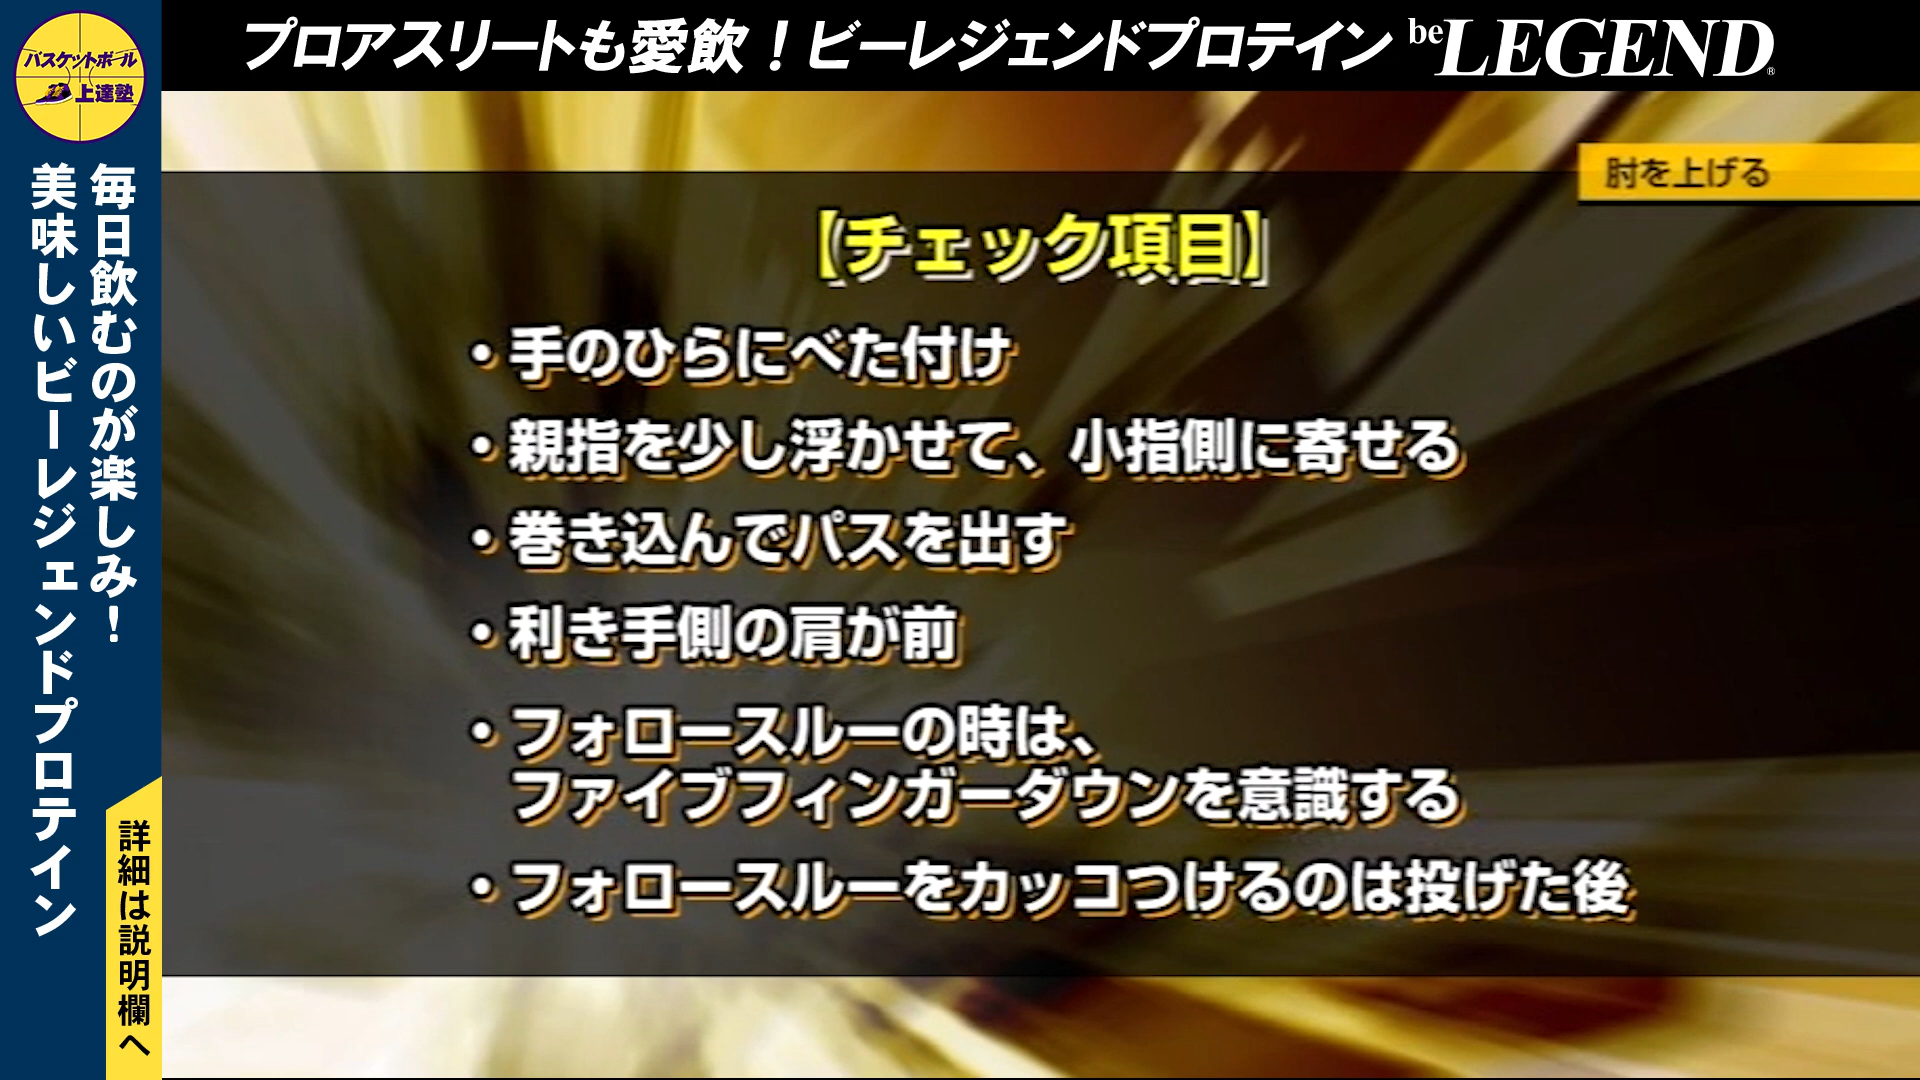 プロアスリートも愛飲！ビーレジェンドプロテイン be LEGEND®
バスケットボール
上達塾
毎日飲むのが楽しみ！
美味しいビーレジェンドプロテイン
詳細は説明欄へ
肘を上げる
【チェック項目】
・手のひらにべた付け
・親指を少し浮かせて、小指側に寄せる
・巻き込んでパスを出す
・利き手側の肩が前
・フォロースルーの時は、
ファイブフィンガーダウンを意識する
・フォロースルーをカッコつけるのは投げた後